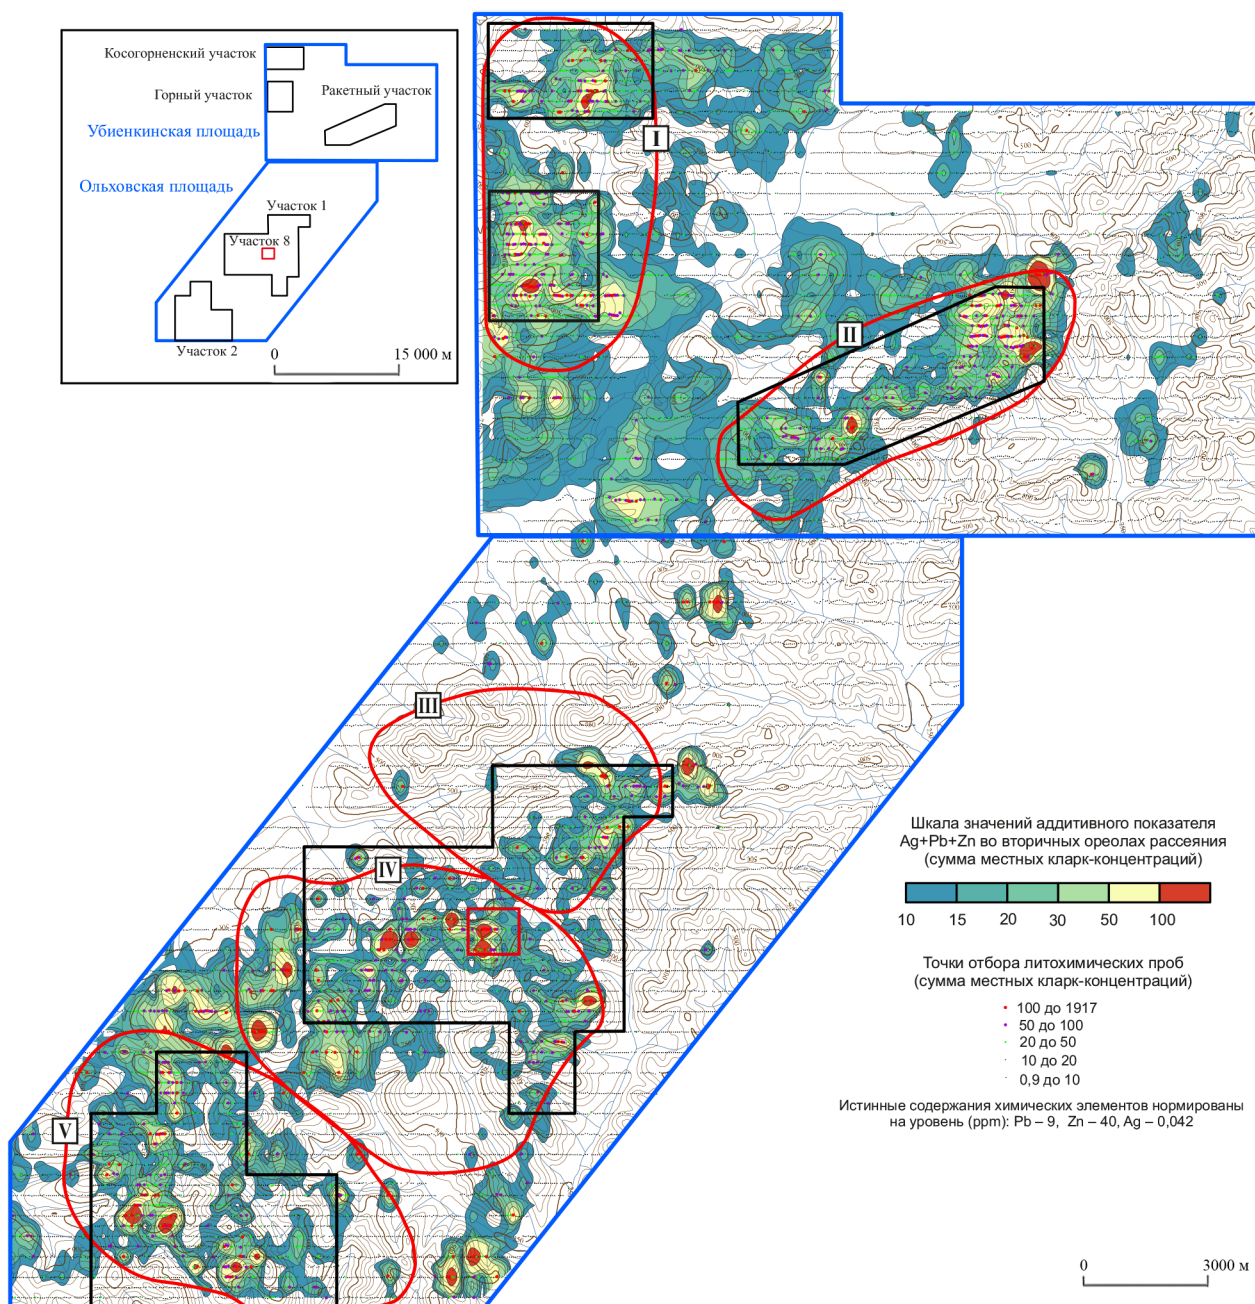 Косогорненский участок
Горный участок
Ракетный участок
Убиенкинская площадь
Ольховская площадь
Участок 1
Участок 8
Участок 2
0
15 000 м
I
II
III
IV
V
Шкала значений аддитивного показателя
Ag+Pb+Zn во вторичных ореолах рассеяния
(сумма местных кларк-концентраций)
10 15 20 30 50 100
Точки отбора литохимических проб
(сумма местных кларк-концентраций)
100 до 1917
50 до 100
20 до 50
10 до 20
0,9 до 10
Истинные содержания химических элементов нормированы
на уровень (ppm): Pb – 9, Zn – 40, Ag – 0,042
0
3000 м